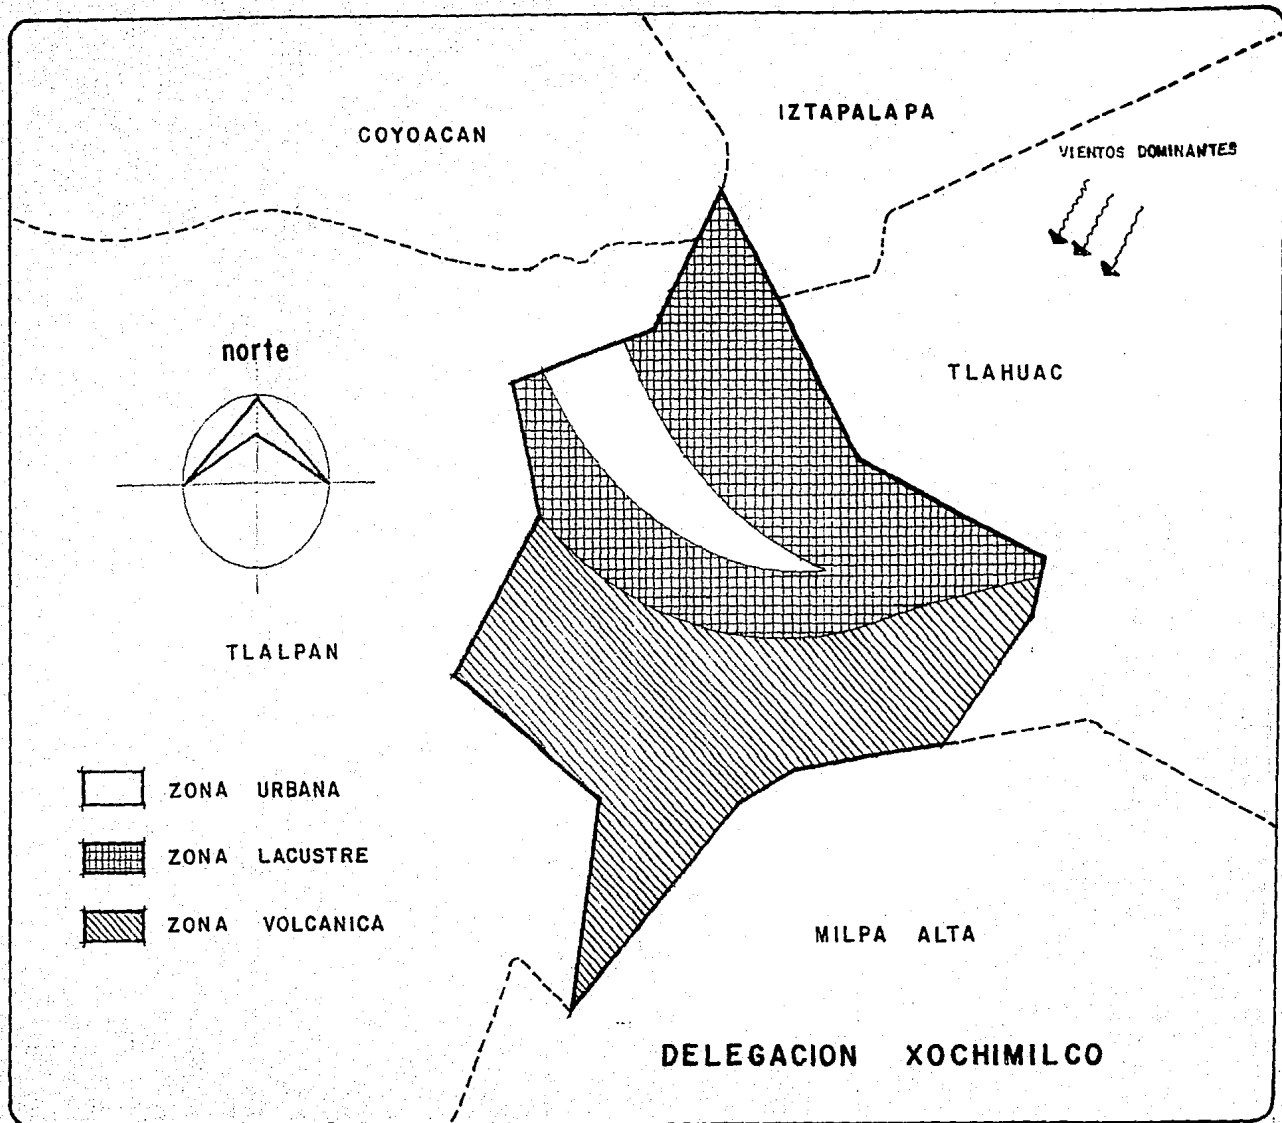 COYOACAN
IZTAPALAPA
VIENTOS DOMINANTES
norte
TLAHUAC
TLALPAN
ZONA URBANA
ZONA LACUSTRE
ZONA VOLCANICA
MILPA ALTA
DELEGACION XOCHIMILCO